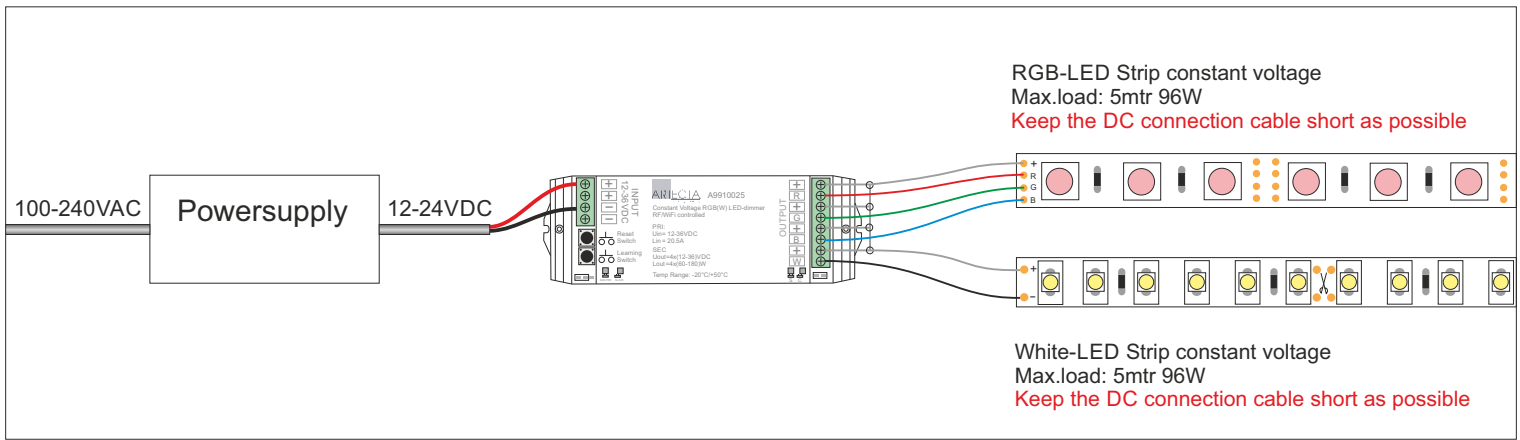 RGB-LED Strip constant voltage
Max.load: 5mtr 96W
Keep the DC connection cable short as possible
100-240VAC
Powersupply
12-24VDC
INPUT
12-36VDC
+
+
−
−
Reset
Switch
Learning
Switch
A9910025
Constant Voltage RGB(W) LED-dimmer
RF/WiFi controlled
PRI:
Uin= 12-36VDC
Lin = 20.5A
SEC
Uout=4x(12-36)VDC
Lout=4x(60-180)W
Temp Range: -20°C/+50°C
OUTPUT
+
R
+
G
+
B
+
W
+
R
G
B
+
−
White-LED Strip constant voltage
Max.load: 5mtr 96W
Keep the DC connection cable short as possible